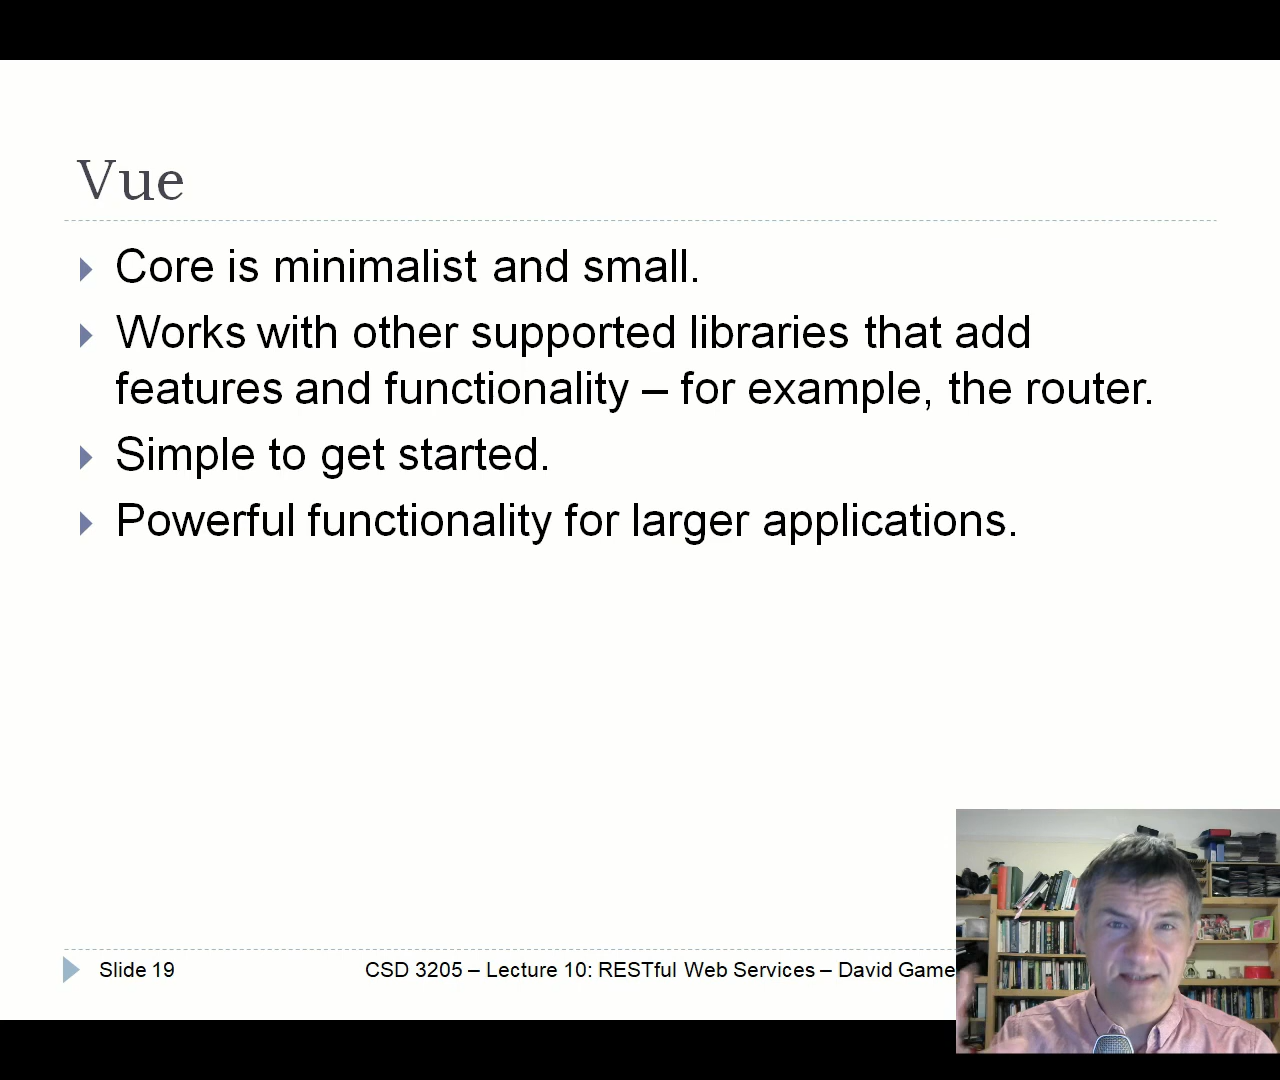 Vue
Core is minimalist and small.
Works with other supported libraries that add
features and functionality – for example, the router.
Simple to get started.
Powerful functionality for larger applications.
Slide 19
CSD 3205 – Lecture 10: RESTful Web Services – David Game